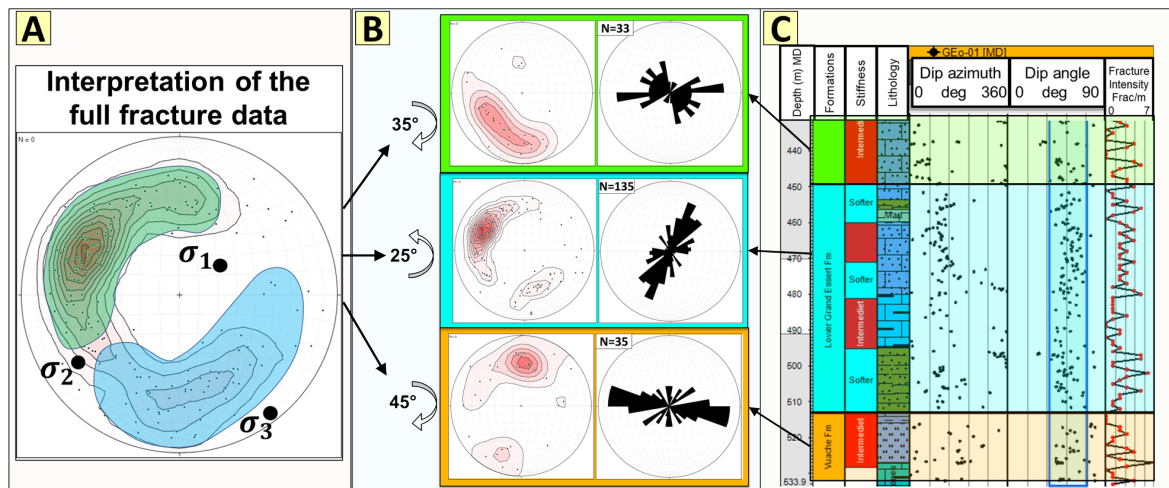 A
Interpretation of the
full fracture data
N = 0
σ1
σ2
σ3
B
35°
25°
45°
N=33
N=135
N=35
C
GEo-01 [MD]
Depth (m) MD
Formations
Stiffness
Lithology
Dip azimuth
0 deg 360
Dip angle
0 deg 90
Fracture
Intensity
Frac/m
0 7
440
450
460
470
480
490
500
510
520
533.9
Lower Grand Essert Fm.
Vuache Fm
Intermediet
Softer
Softer
Intermediet
Softer
Intermediet
Marl